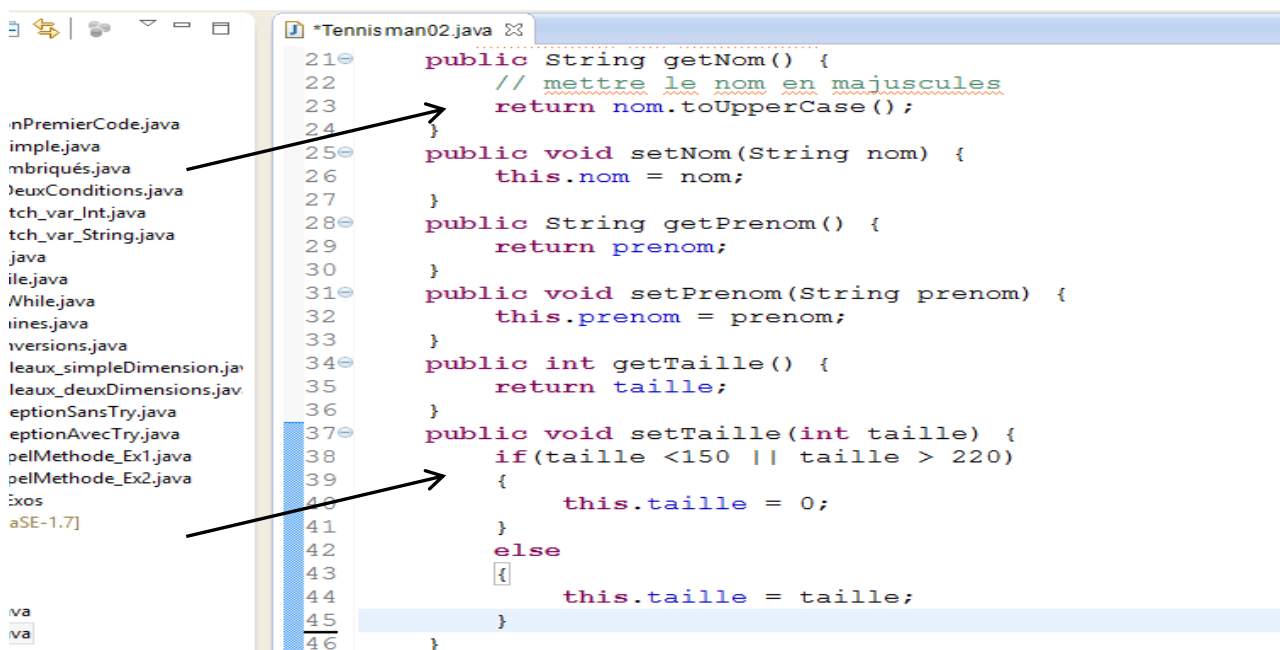 *Tennisman02.java
onPremierCode.java
imple.java
mbriqués.java
DeuxConditions.java
tch_var_Int.java
tch_var_String.java
.java
ile.java
While.java
ines.java
nversions.java
leaux_simpleDimension.jav
leaux_deuxDimensions.jav
eptionSansTry.java
eptionAvecTry.java
pelMethode_Ex1.java
pelMethode_Ex2.java
Exos
aSE-1.7]
va
va
21 public String getNom() {
22 // mettre le nom en majuscules
23 return nom.toUpperCase();
24 }
25 public void setNom(String nom) {
26 this.nom = nom;
27 }
28 public String getPrenom() {
29 return prenom;
30 }
31 public void setPrenom(String prenom) {
32 this.prenom = prenom;
33 }
34 public int getTaille() {
35 return taille;
36 }
37 public void setTaille(int taille) {
38 if(taille <150 || taille > 220)
39 {
40 this.taille = 0;
41 }
42 else
43 {
44 this.taille = taille;
45 }
46 }